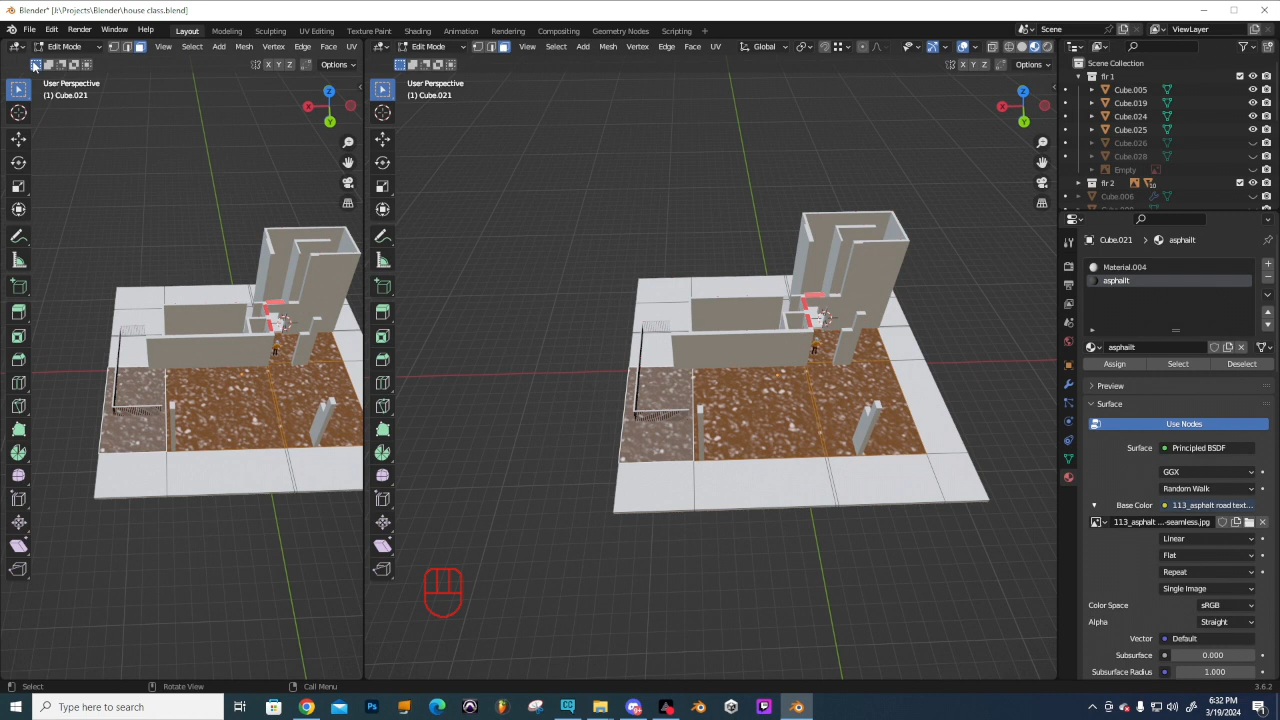 Blender* [J:\Projects\Blender\house class.blend]
File Edit Render Window Help Layout Modeling Sculpting UV Editing Texture Paint Shading Animation Rendering Compositing Geometry Nodes Scripting + Scene ViewLayer
Edit Mode View Select Add Mesh Vertex Edge Face UV
X Y Z Options
User Perspective
(1) Cube.021
X Y Z
Edit Mode View Select Add Mesh Vertex Edge Face UV Global
X Y Z Options
User Perspective
(1) Cube.021
X Y Z
Scene Collection
flr 1
Cube.005
Cube.019
Cube.024
Cube.025
Cube.026
Cube.028
Empty
flr 2 10
Cube.006
Cube.021 > asphailt
Material.004
asphailt
asphailt
Assign Select Deselect
Preview
Surface
Use Nodes
Surface Principled BSDF
GGX
Random Walk
Base Color 113_asphalt road text...
113_asphalt ...-seamless.jpg
Linear
Flat
Repeat
Single Image
Color Space sRGB
Alpha Straight
Vector Default
Subsurface 0.000
Subsurface Radius 1.000
Select Rotate View Call Menu 3.6.2
Type here to search
6:32 PM
3/19/2024